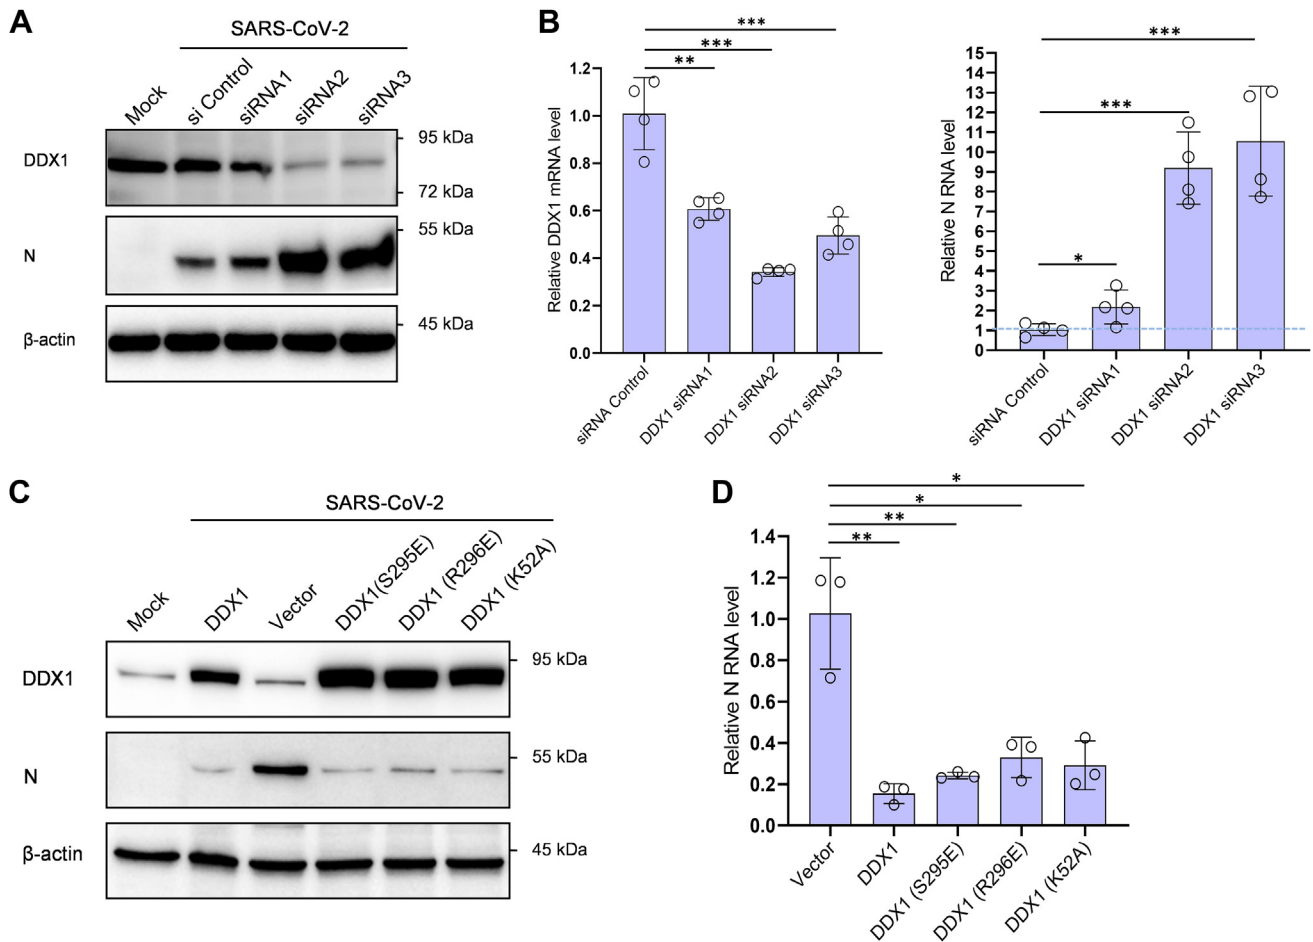 A
SARS-CoV-2
Mock
si Control
siRNA1
siRNA2
siRNA3
DDX1
95 kDa
72 kDa
N
55 kDa
β-actin
45 kDa
B
***
***
**
Relative DDX1 mRNA level
1.2
1.0
0.8
0.6
0.4
0.2
0.0
siRNA Control
DDX1 siRNA1
DDX1 siRNA2
DDX1 siRNA3
***
***
*
Relative N RNA level
15
14
13
12
11
10
9
8
7
6
5
4
3
2
1
0
siRNA Control
DDX1 siRNA1
DDX1 siRNA2
DDX1 siRNA3
C
SARS-CoV-2
Mock
DDX1
Vector
DDX1(S295E)
DDX1 (R296E)
DDX1 (K52A)
DDX1
95 kDa
N
55 kDa
β-actin
45 kDa
D
*
*
**
**
Relative N RNA level
1.4
1.2
1.0
0.8
0.6
0.4
0.2
0.0
Vector
DDX1
DDX1 (S295E)
DDX1 (R296E)
DDX1 (K52A)